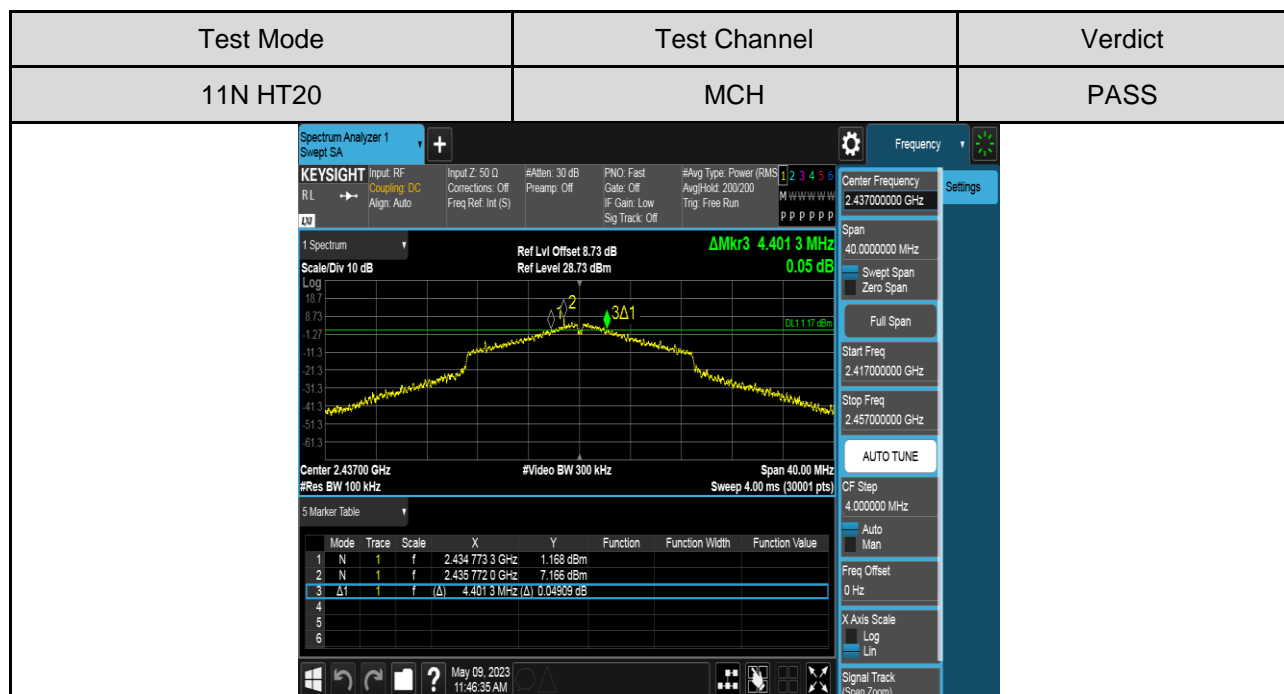 Test Mode Test Channel Verdict
11N HT20 MCH PASS
Spectrum Analyzer 1
Swept SA
+
Frequency
KEYSIGHT
RL
LXI
Input: RF
Coupling: DC
Align: Auto
Input Z: 50 Ω
Corrections: Off
Freq Ref: Int (S)
#Atten: 30 dB
Preamp: Off
PNO: Fast
Gate: Off
IF Gain: Low
Sig Track: Off
#Avg Type: Power (RMS
Avg|Hold: 200/200
Trig: Free Run
1 2 3 4 5 6
M W W W W W
P P P P P P
1 Spectrum
Scale/Div 10 dB
Ref Lvl Offset 8.73 dB
Ref Level 28.73 dBm
ΔMkr3 4.401 3 MHz
0.05 dB
Log
18.7
8.73
-1.27
-11.3
-21.3
-31.3
-41.3
-51.3
-61.3
1
2
3Δ1
DL1 1.17 dBm
Center 2.43700 GHz
#Res BW 100 kHz
#Video BW 300 kHz
Span 40.00 MHz
Sweep 4.00 ms (30001 pts)
5 Marker Table
Mode Trace Scale X Y Function Function Width Function Value
1 N 1 f 2.434 773 3 GHz 1.168 dBm
2 N 1 f 2.435 772 0 GHz 7.166 dBm
3 Δ1 1 f (Δ) 4.401 3 MHz (Δ) 0.04909 dB
4
5
6
?
May 09, 2023
11:46:35 AM
Center Frequency
2.437000000 GHz
Settings
Span
40.0000000 MHz
Swept Span
Zero Span
Full Span
Start Freq
2.417000000 GHz
Stop Freq
2.457000000 GHz
AUTO TUNE
CF Step
4.000000 MHz
Auto
Man
Freq Offset
0 Hz
X Axis Scale
Log
Lin
Signal Track
(Span Zoom)